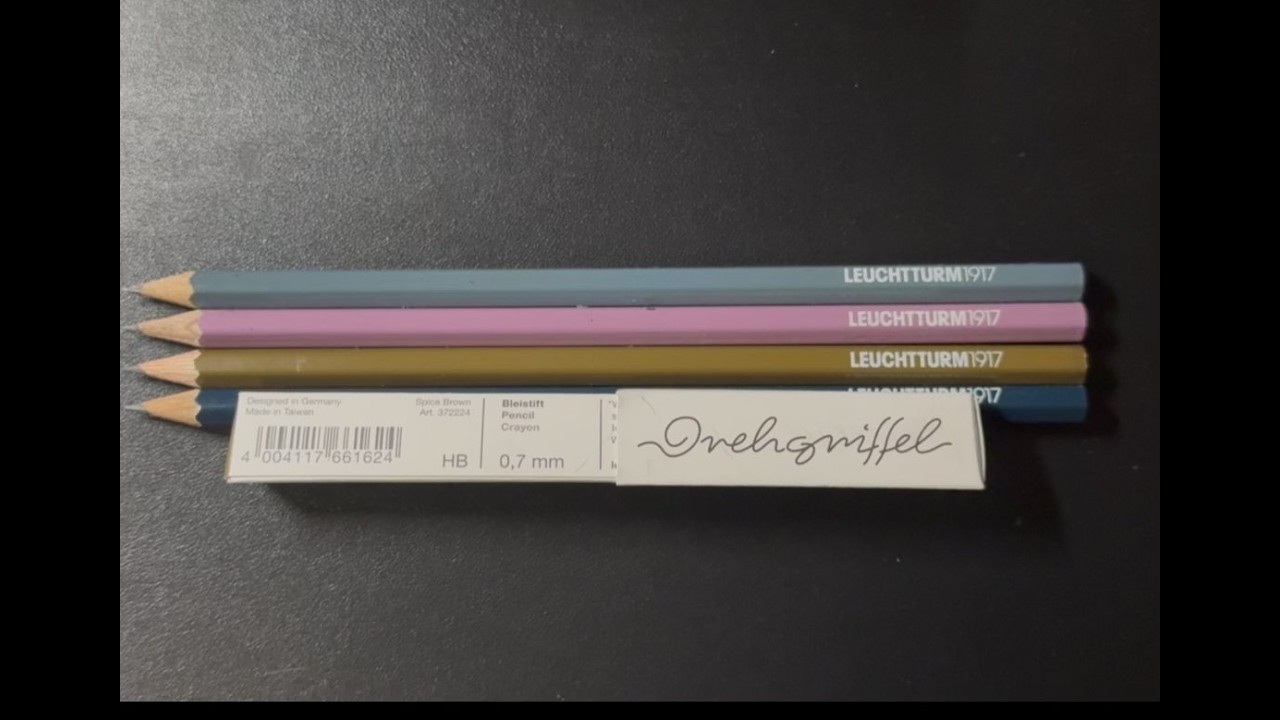 LEUCHTTURM1917
LEUCHTTURM1917
LEUCHTTURM1917
LEUCHTTURM1917
Designed in Germany
Made in Taiwan
Spice Brown
Art. 372224
4 004117 661624
HB
Bleistift
Pencil
Crayon
0,7 mm
Drehgriffel